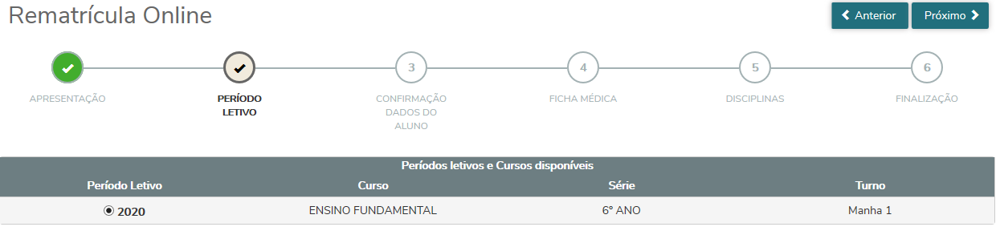 Rematrícula Online
Anterior
Próximo
3
4
5
6
APRESENTAÇÃO
PERÍODO
LETIVO
CONFIRMAÇÃO
DADOS DO
ALUNO
FICHA MÉDICA
DISCIPLINAS
FINALIZAÇÃO
Períodos letivos e Cursos disponíveis
Período Letivo Curso Série Turno
2020 ENSINO FUNDAMENTAL 6º ANO Manha 1